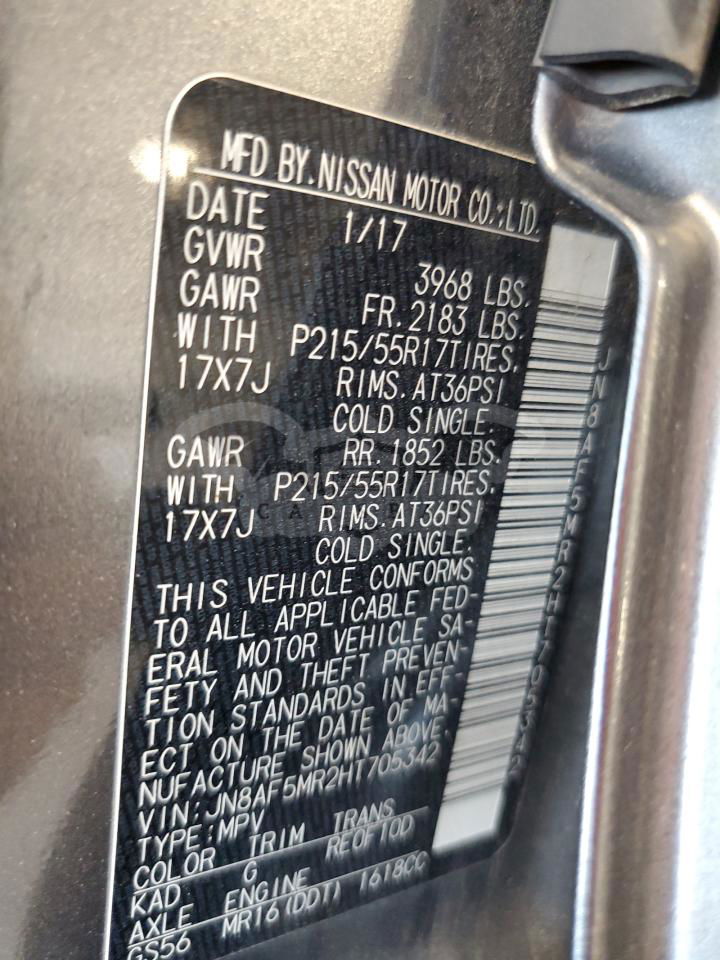 MFD BY.NISSAN MOTOR CO.;LTD.
DATE 1/17
GVWR 3968 LBS.
GAWR FR.2183 LBS.
WITH P215/55R17TIRES.
17X7J RIMS.AT36PSI
COLD SINGLE.
GAWR RR.1852 LBS.
WITH P215/55R17TIRES.
17X7J RIMS.AT36PSI
COLD SINGLE.
THIS VEHICLE CONFORMS
TO ALL APPLICABLE FED-
ERAL MOTOR VEHICLE SA-
FETY AND THEFT PREVEN-
TION STANDARDS IN EFF-
ECT ON THE DATE OF MA-
NUFACTURE SHOWN ABOVE.
VIN:JN8AF5MR2HT705342
TYPE:MPV
COLOR TRIM TRANS
KAD G REOF10D
AXLE ENGINE
GS56 MR16(DDT) 1618CC
JN8AF5MR2HT705342